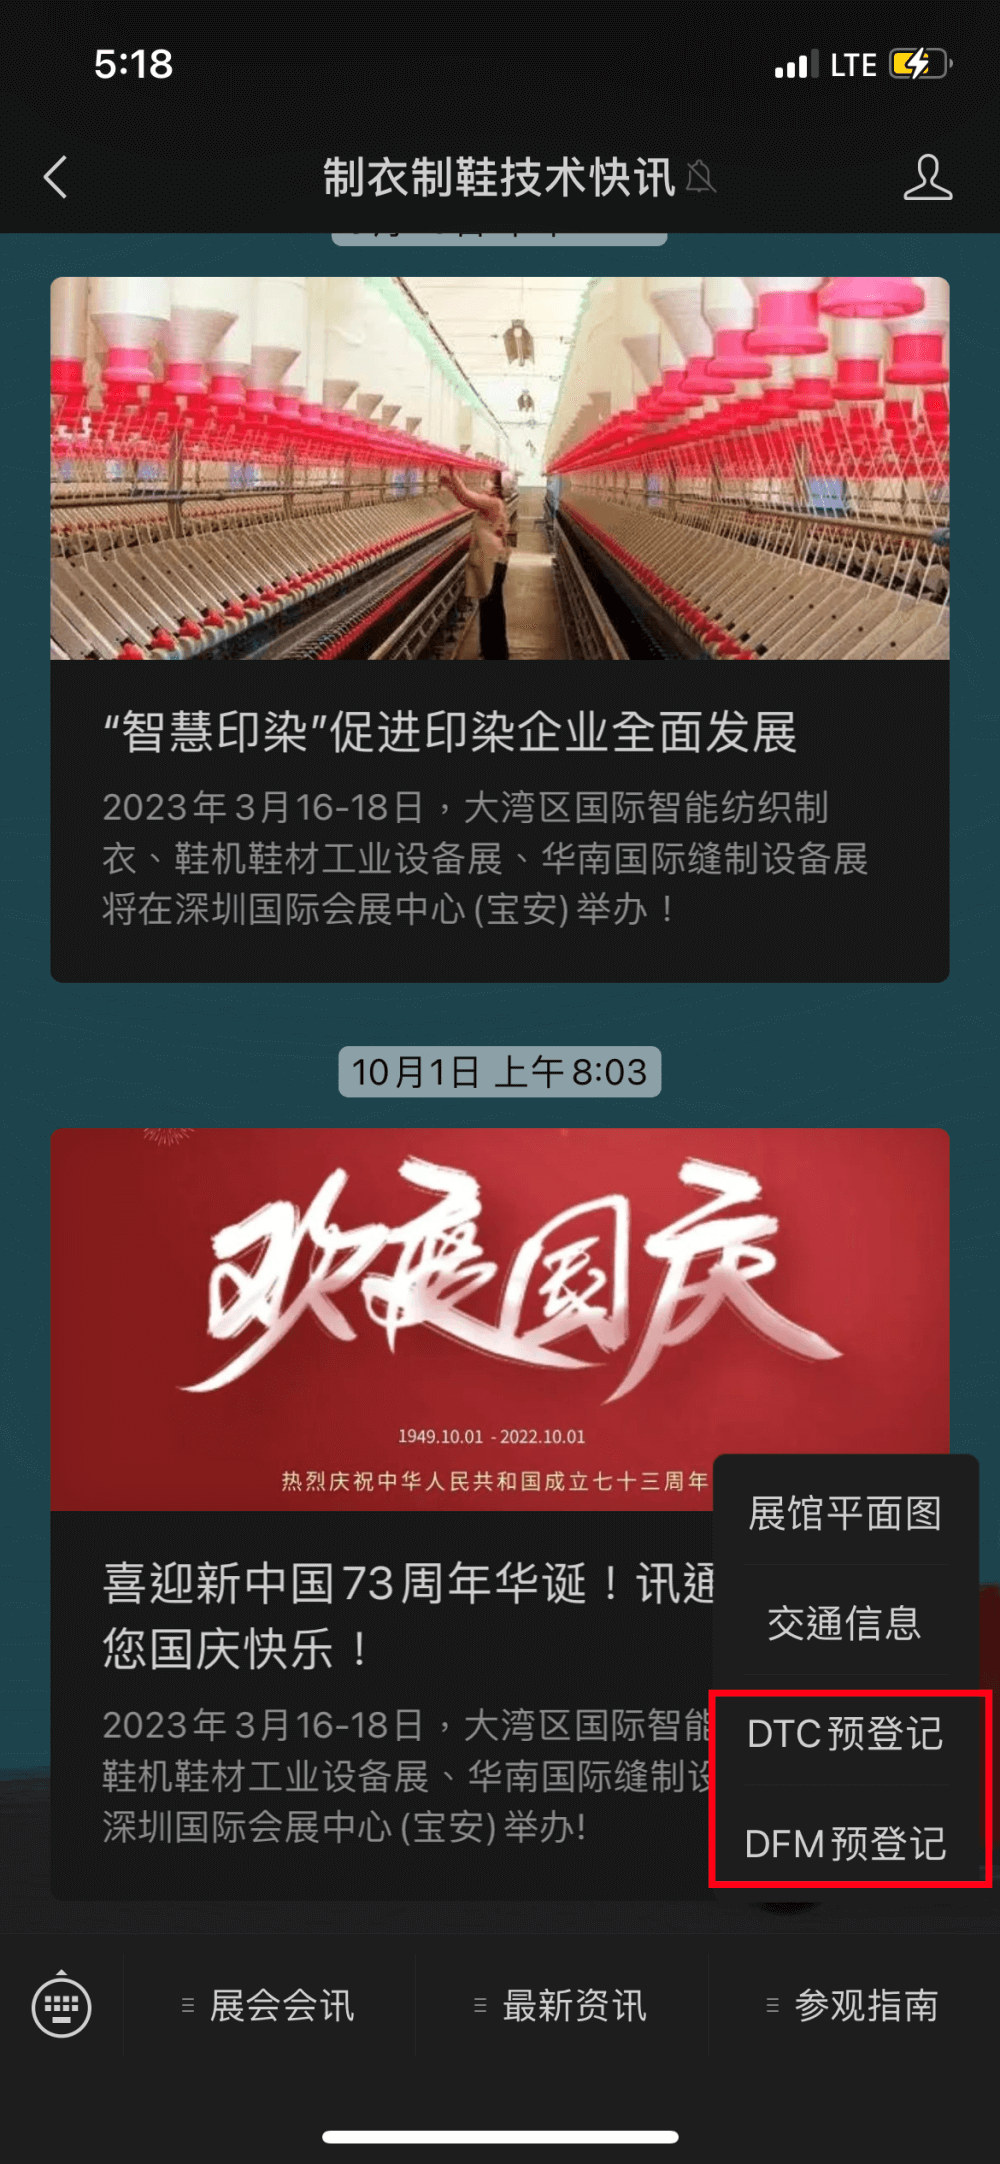 5:18
LTE
制衣制鞋技术快讯
“智慧印染”促进印染企业全面发展
2023年3月16-18日，大湾区国际智能纺织制
衣、鞋机鞋材工业设备展、华南国际缝制设备展
将在深圳国际会展中心(宝安)举办！
10月1日 上午8:03
欢度国庆
1949.10.01 - 2022.10.01
热烈庆祝中华人民共和国成立七十三周年
喜迎新中国73周年华诞！讯通
您国庆快乐！
2023年3月16-18日，大湾区国际智能
鞋机鞋材工业设备展、华南国际缝制设
深圳国际会展中心(宝安)举办!
展馆平面图
交通信息
DTC预登记
DFM预登记
展会会讯
最新资讯
参观指南